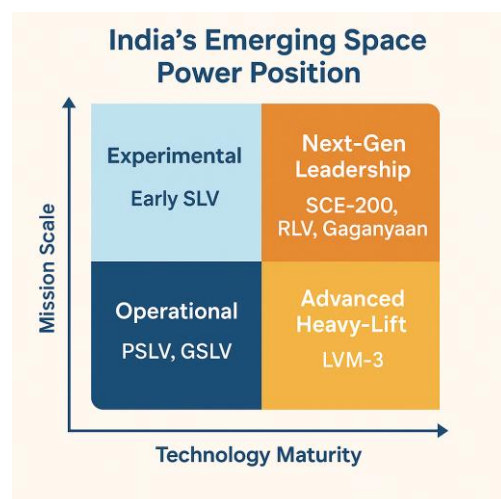 India's Emerging Space
Power Position
Mission Scale
Experimental
Early SLV
Next-Gen
Leadership
SCE-200,
RLV, Gaganyaan
Operational
PSLV, GSLV
Advanced
Heavy-Lift
LVM-3
Technology Maturity